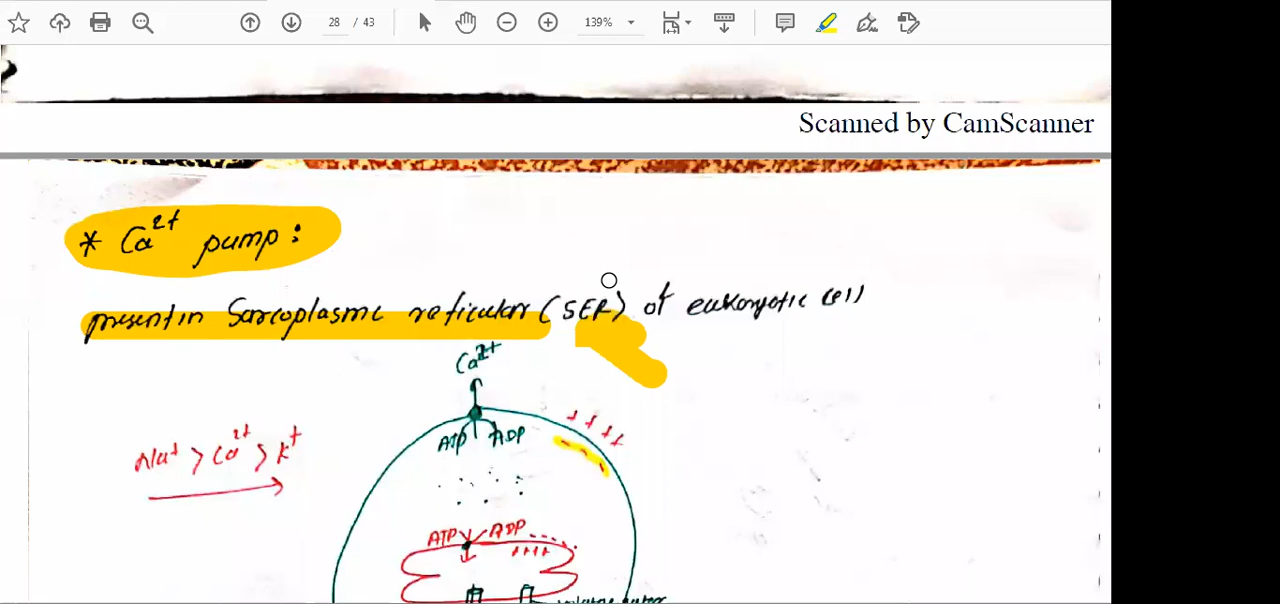 28 / 43
139%
Scanned by CamScanner
* Ca2+ pump:
present in Sarcoplasmc reticulum (SER) of eukaryotic cell
Ca2+
ATP ADP
++++
Na+ > Ca2+ > K+
ATP ADP
++++